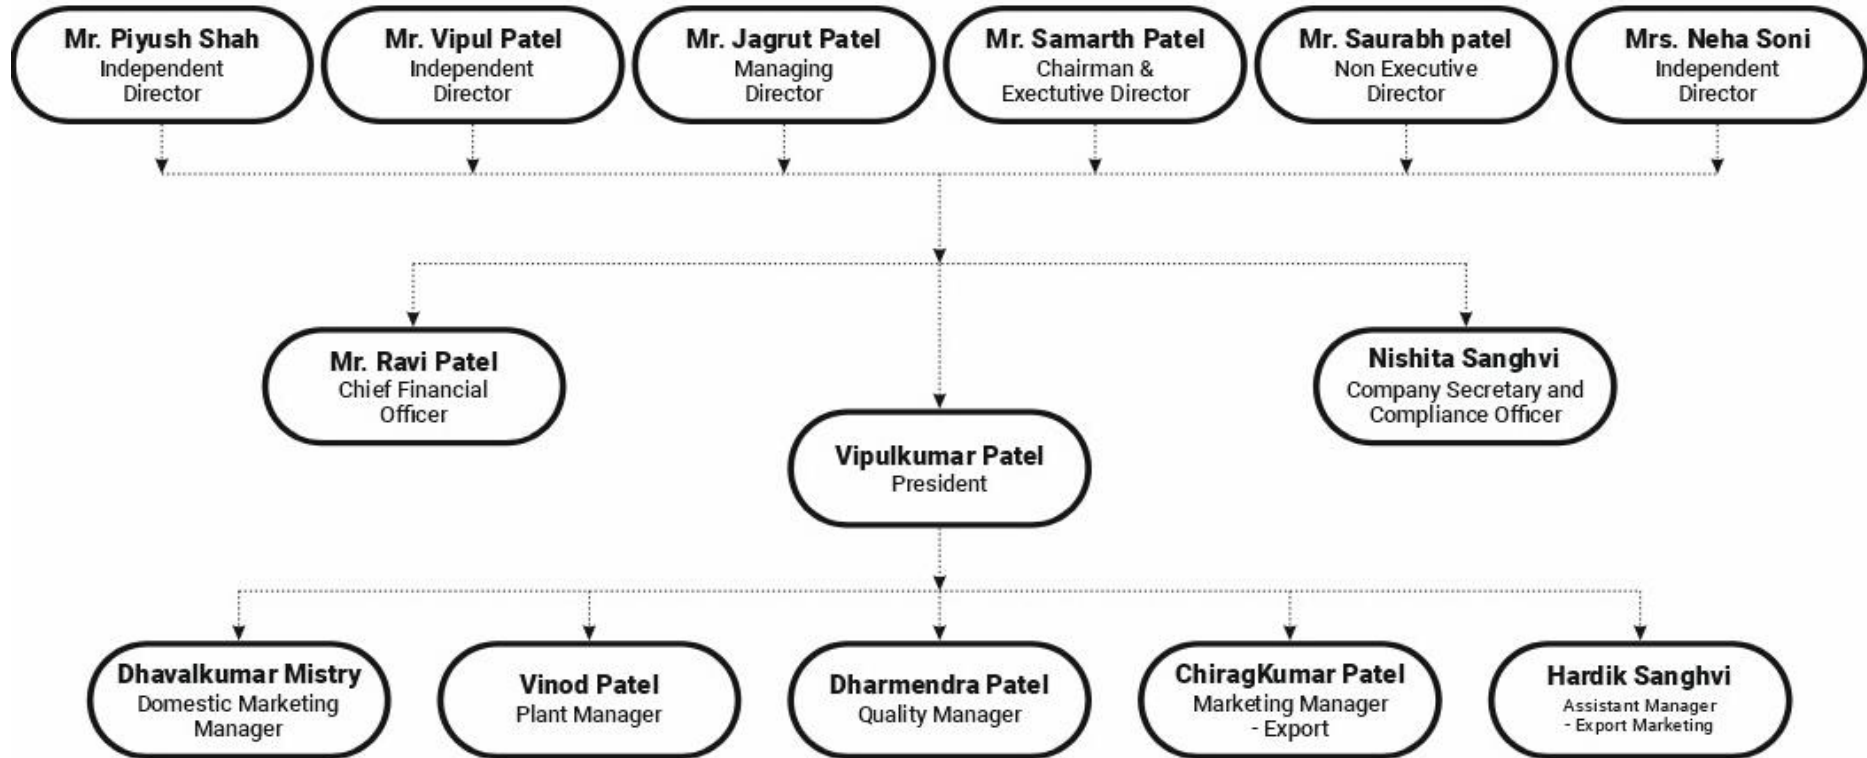 Mr. Piyush Shah
Independent
Director
Mr. Vipul Patel
Independent
Director
Mr. Jagrut Patel
Managing
Director
Mr. Samarth Patel
Chairman &
Exectutive Director
Mr. Saurabh patel
Non Executive
Director
Mrs. Neha Soni
Independent
Director
Mr. Ravi Patel
Chief Financial
Officer
Nishita Sanghvi
Company Secretary and
Compliance Officer
Vipulkumar Patel
President
Dhavalkumar Mistry
Domestic Marketing
Manager
Vinod Patel
Plant Manager
Dharmendra Patel
Quality Manager
ChiragKumar Patel
Marketing Manager
- Export
Hardik Sanghvi
Assistant Manager
- Export Marketing